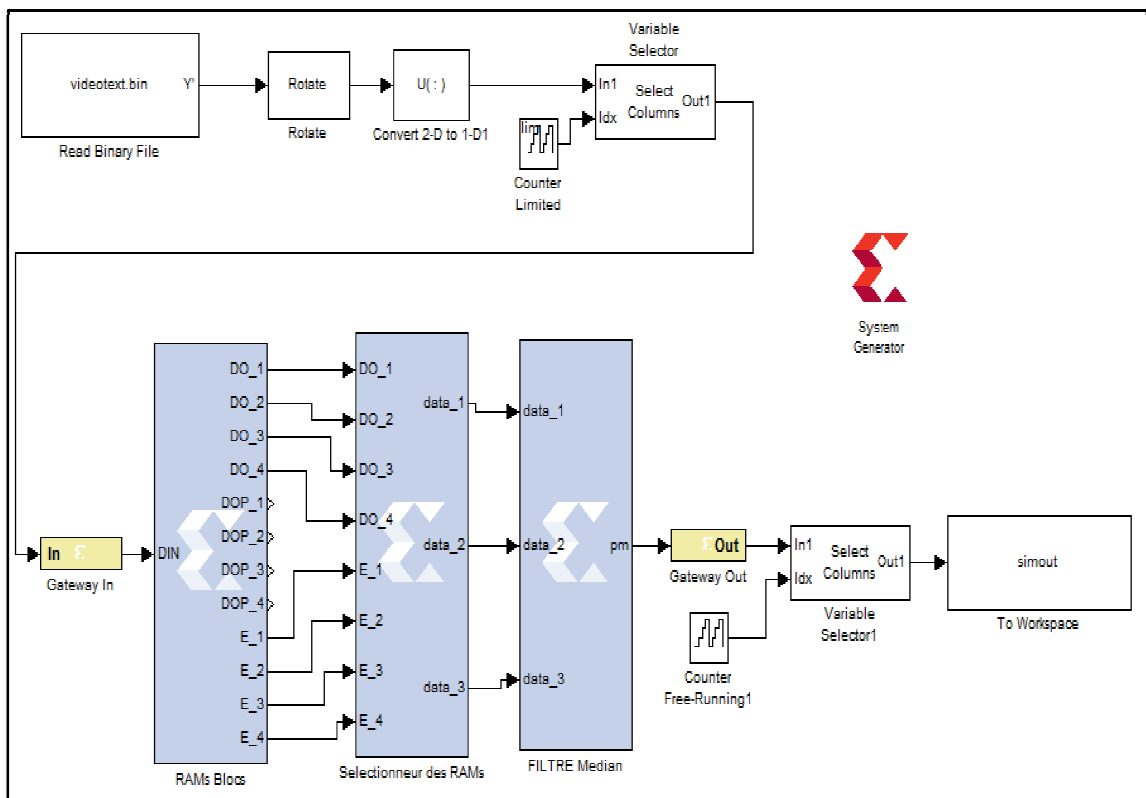 Variable
Selector
videotext.bin
Y'
Rotate
U( : )
In1
Select
Columns
Out1
Idx
lim
Read Binary File
Rotate
Convert 2-D to 1-D1
Counter
Limited
System
Generator
In
Gateway In
DIN
DO_1
DO_2
DO_3
DO_4
DOP_1
DOP_2
DOP_3
DOP_4
E_1
E_2
E_3
E_4
RAMs Blocs
DO_1
DO_2
DO_3
DO_4
E_1
E_2
E_3
E_4
data_1
data_2
data_3
Selectionneur des RAMs
data_1
data_2
data_3
pm
FILTRE Median
Out
Gateway Out
In1
Select
Columns
Out1
Idx
Variable
Selector1
Counter
Free-Running1
simout
To Workspace